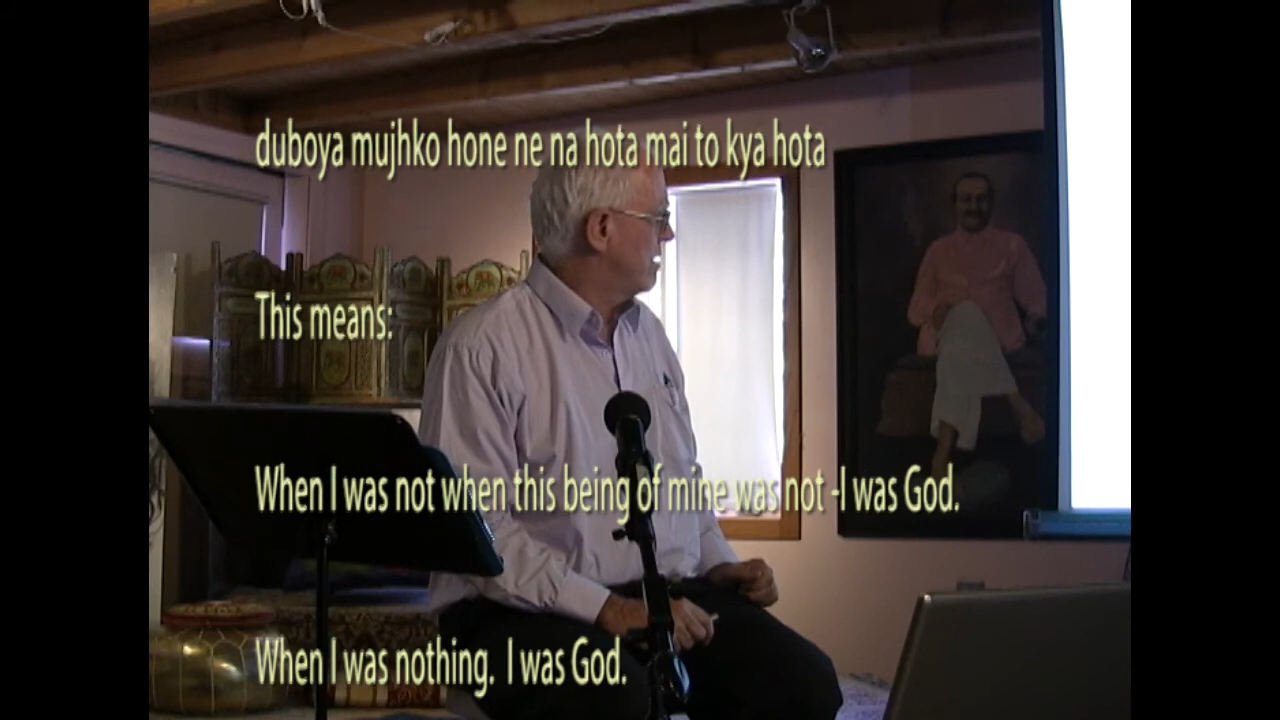 duboya mujhko hone ne na hota mai to kya hota
This means:
When I was not when this being of mine was not -I was God.
When I was nothing.  I was God.